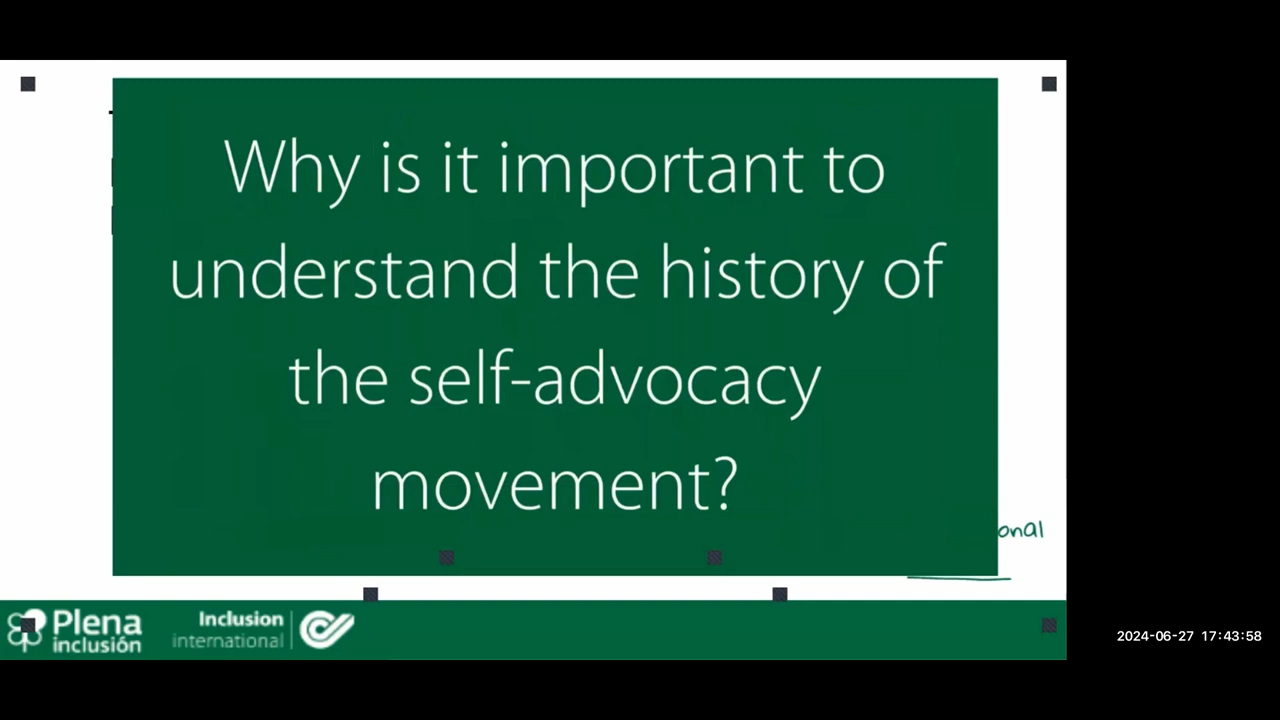 Why is it important to
understand the history of
the self-advocacy
movement?
onal
Plena
inclusión
Inclusion
international
2024-06-27 17:43:58